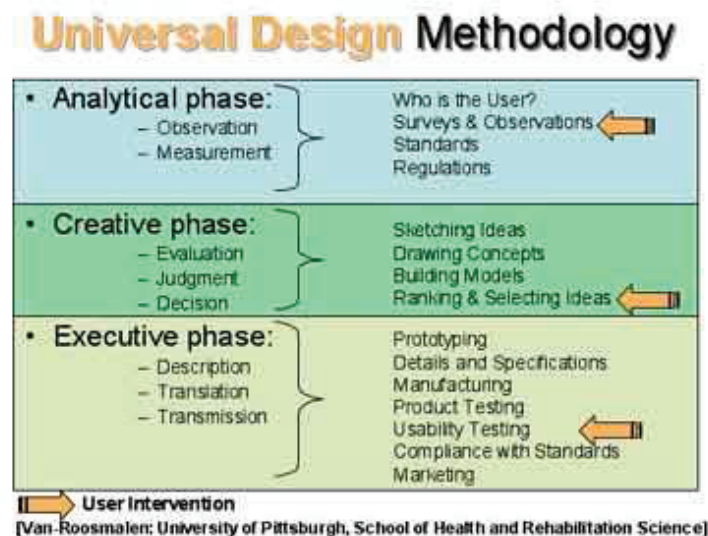 Universal Design Methodology
• Analytical phase:
– Observation
– Measurement
Who is the User?
Surveys & Observations
Standards
Regulations
• Creative phase:
– Evaluation
– Judgment
– Decision
Sketching Ideas
Drawing Concepts
Building Models
Ranking & Selecting Ideas
• Executive phase:
– Description
– Translation
– Transmission
Prototyping
Details and Specifications
Manufacturing
Product Testing
Usability Testing
Compliance with Standards
Marketing
User Intervention
[Van-Roosmalen: University of Pittsburgh, School of Health and Rehabilitation Science]